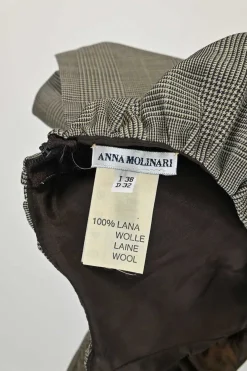 ANNA MOLINARI
I 38
D 32
100% LANA
WOLLE
LAINE
WOOL